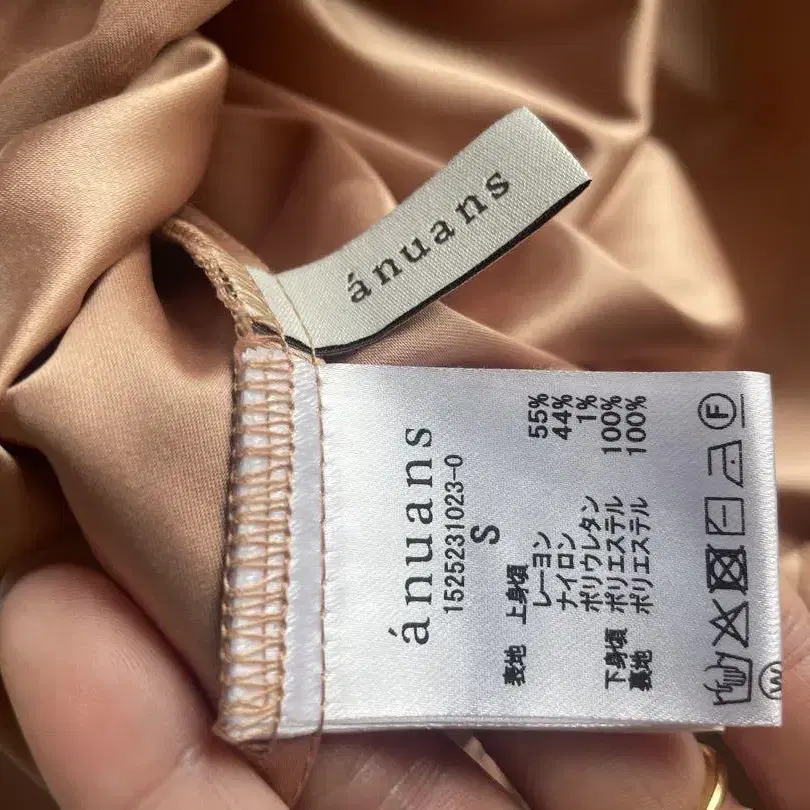 ánuans
ánuans
1525231023-0
S
表地 上身頃
レーヨン 55%
ナイロン 44%
ポリウレタン 1%
下身頃 ポリエステル 100%
裏地 ポリエステル 100%
F
W